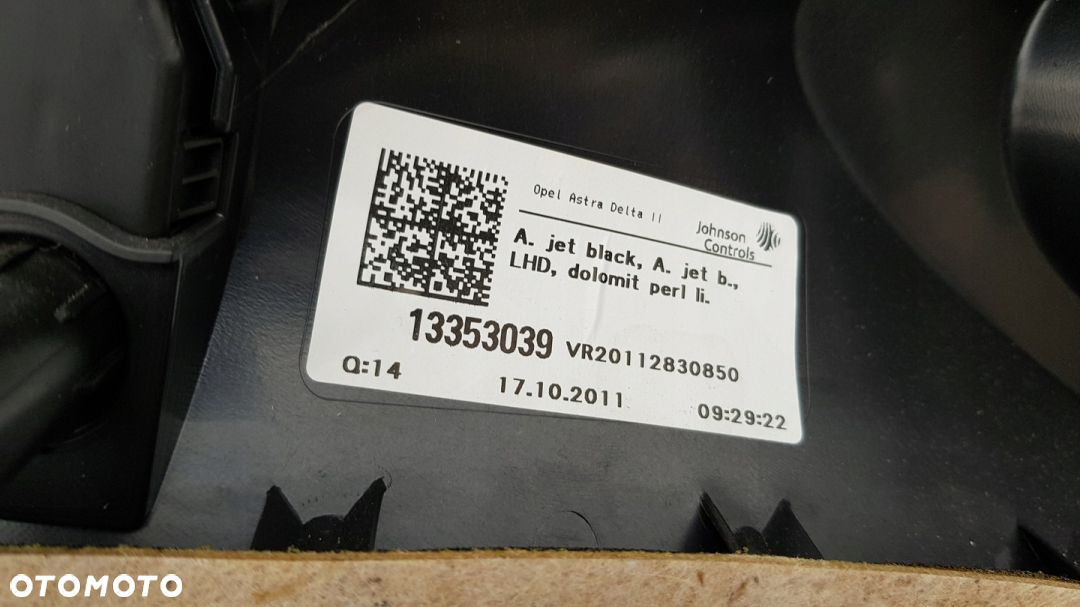 Opel Astra Delta II
Johnson
Controls
A. jet black, A. jet b.,
LHD, dolomit perl li.
13353039 VR20112830850
Q:14 17.10.2011 09:29:22
OTOMOTO